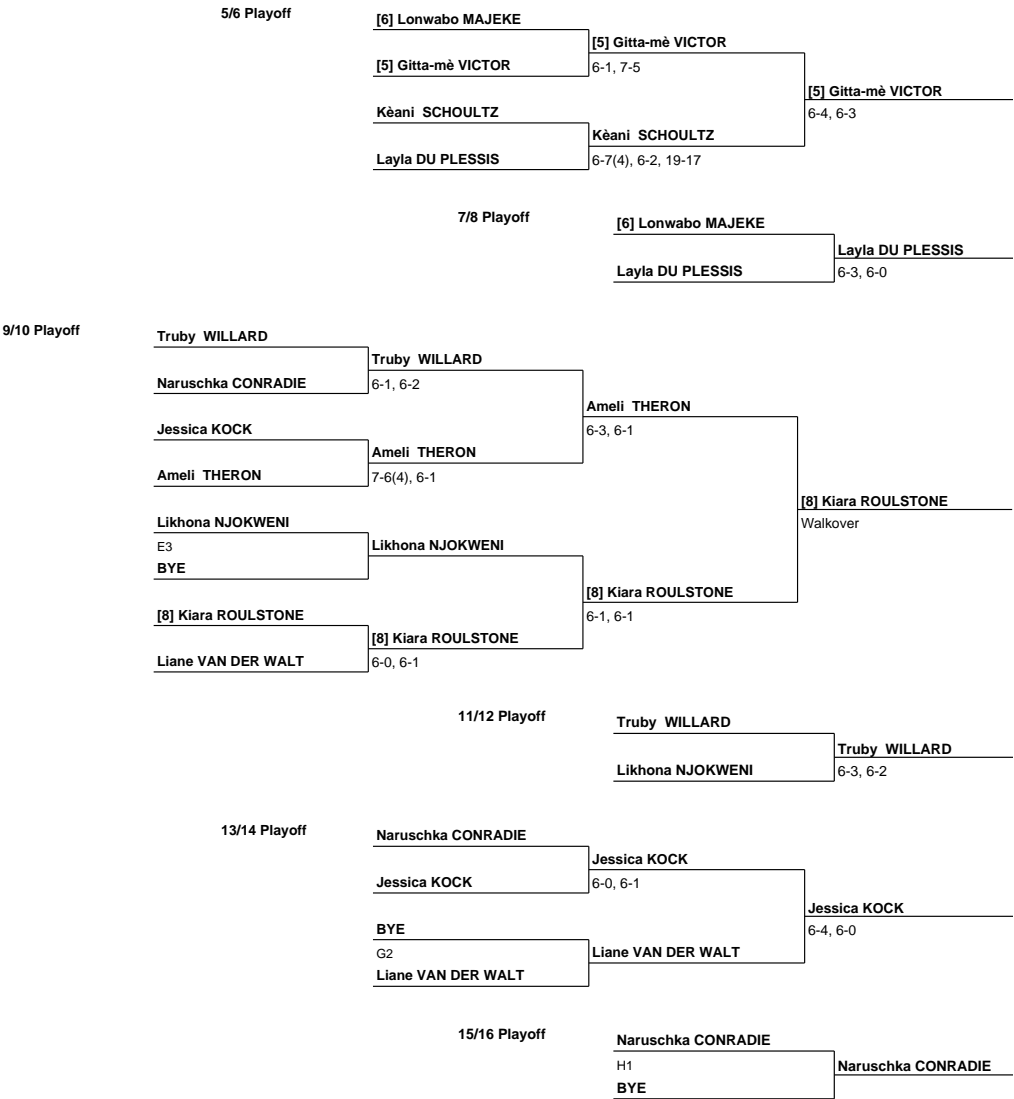 5/6 Playoff
[6] Lonwabo MAJEKE
[5] Gitta-mè VICTOR
[5] Gitta-mè VICTOR
6-1, 7-5
[5] Gitta-mè VICTOR
6-4, 6-3
Kèani SCHOULTZ
Kèani SCHOULTZ
Layla DU PLESSIS
6-7(4), 6-2, 19-17
7/8 Playoff
[6] Lonwabo MAJEKE
Layla DU PLESSIS
Layla DU PLESSIS
6-3, 6-0
9/10 Playoff
Truby WILLARD
Truby WILLARD
Naruschka CONRADIE
6-1, 6-2
Ameli THERON
6-3, 6-1
Jessica KOCK
Ameli THERON
Ameli THERON
7-6(4), 6-1
[8] Kiara ROULSTONE
Walkover
Likhona NJOKWENI
E3
Likhona NJOKWENI
BYE
[8] Kiara ROULSTONE
6-1, 6-1
[8] Kiara ROULSTONE
[8] Kiara ROULSTONE
Liane VAN DER WALT
6-0, 6-1
11/12 Playoff
Truby WILLARD
Truby WILLARD
Likhona NJOKWENI
6-3, 6-2
13/14 Playoff
Naruschka CONRADIE
Jessica KOCK
Jessica KOCK
6-0, 6-1
Jessica KOCK
6-4, 6-0
BYE
G2
Liane VAN DER WALT
Liane VAN DER WALT
15/16 Playoff
Naruschka CONRADIE
H1
Naruschka CONRADIE
BYE